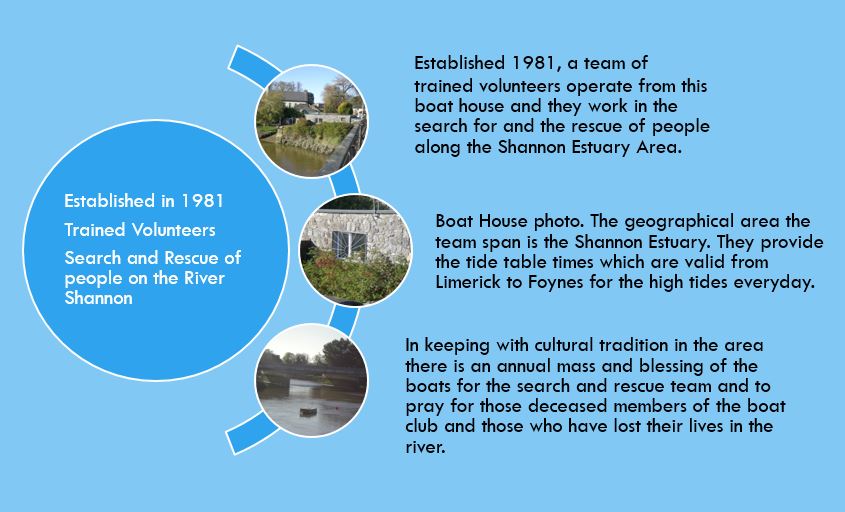 Established in 1981
Trained Volunteers
Search and Rescue of
people on the River
Shannon
Established 1981, a team of
trained volunteers operate from this
boat house and they work in the
search for and the rescue of people
along the Shannon Estuary Area.
Boat House photo. The geographical area the
team span is the Shannon Estuary. They provide
the tide table times which are valid from
Limerick to Foynes for the high tides everyday.
In keeping with cultural tradition in the area
there is an annual mass and blessing of the
boats for the search and rescue team and to
pray for those deceased members of the boat
club and those who have lost their lives in the
river.